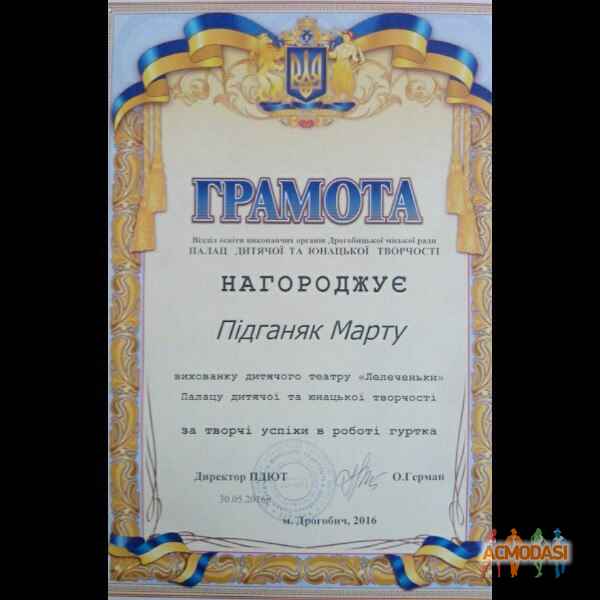 ГРАМОТА
Відділ освіти виконавчих органів Дрогобицької міської ради
ПАЛАЦ ДИТЯЧОЇ ТА ЮНАЦЬКОЇ ТВОРЧОСТІ
НАГОРОДЖУЄ
Підганяк Марту
вихованку дитячого театру «Лелеченьки»
Палацу дитячої та юнацької творчості
за творчі успіхи в роботі гуртка
Директор ПДЮТ О.Герман
30.05.2016р
м. Дрогобич, 2016
ACMODASI